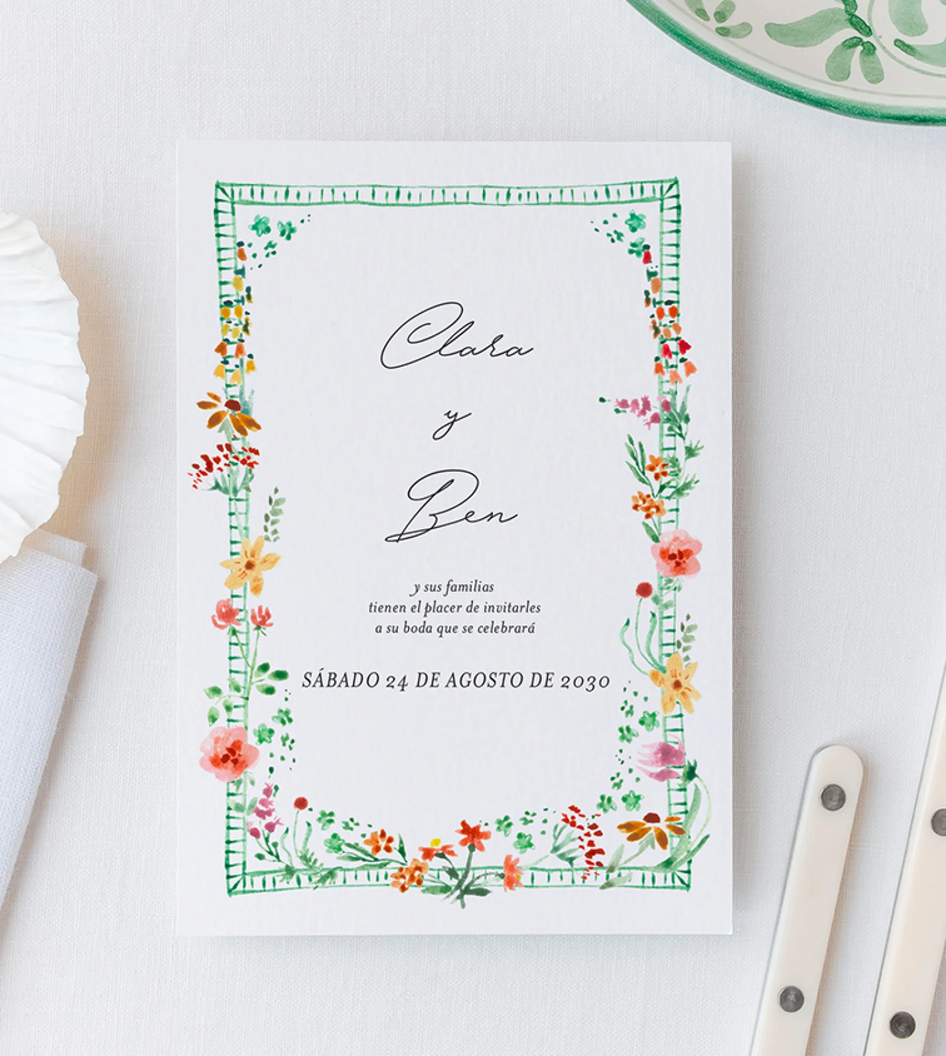 Clara
y
Ben
y sus familias
tienen el placer de invitarles
a su boda que se celebrará
SÁBADO 24 DE AGOSTO DE 2030